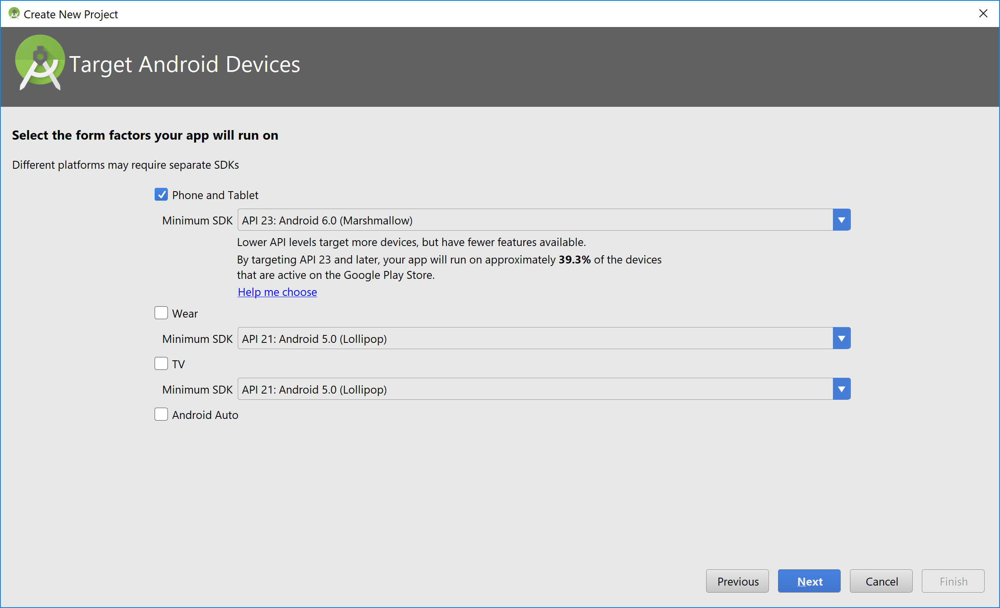 Create New Project
Target Android Devices
Select the form factors your app will run on
Different platforms may require separate SDKs
Phone and Tablet
Minimum SDK API 23: Android 6.0 (Marshmallow)
Lower API levels target more devices, but have fewer features available.
By targeting API 23 and later, your app will run on approximately 39.3% of the devices
that are active on the Google Play Store.
Help me choose
Wear
Minimum SDK API 21: Android 5.0 (Lollipop)
TV
Minimum SDK API 21: Android 5.0 (Lollipop)
Android Auto
Previous Next Cancel Finish